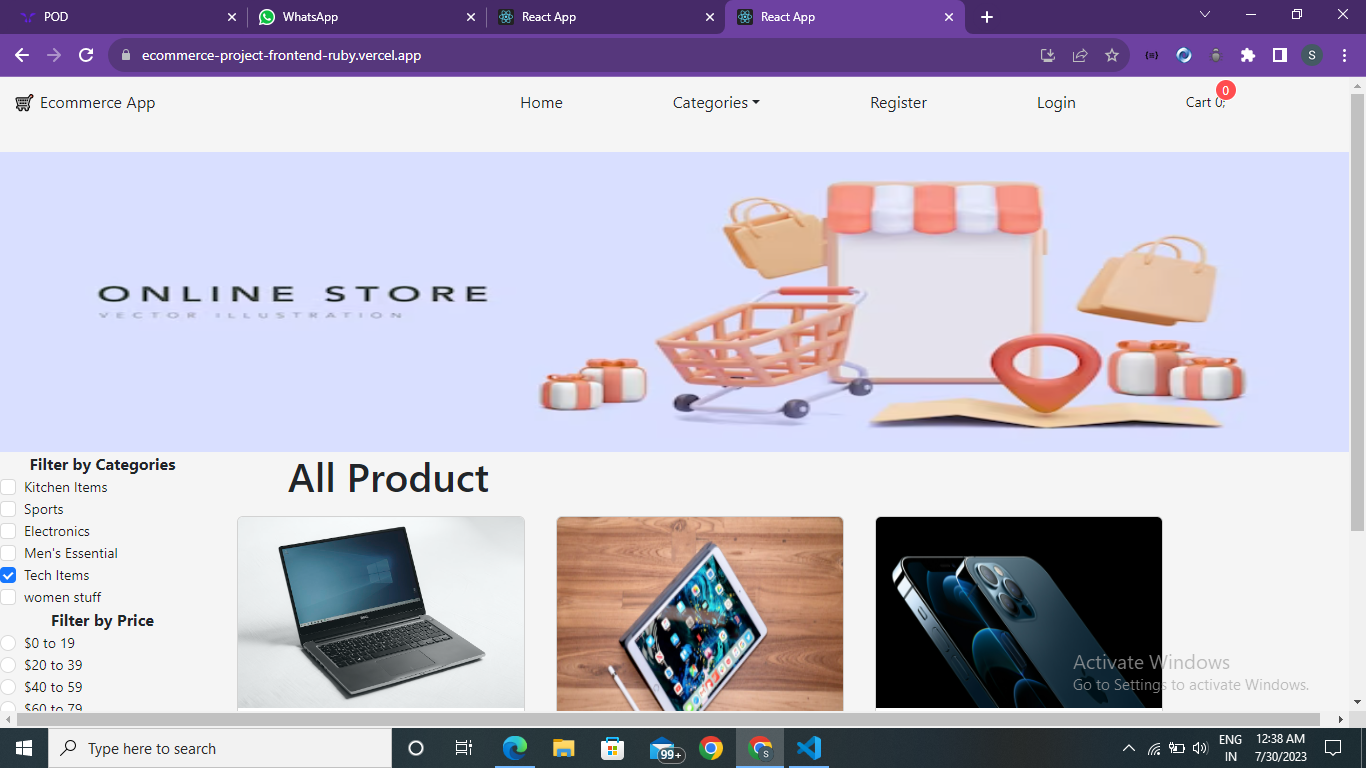 POD
WhatsApp
React App
React App
ecommerce-project-frontend-ruby.vercel.app
S
Ecommerce App
Home
Categories
Register
Login
Cart 0;
0
ONLINE STORE
VECTOR ILLUSTRATION
Filter by Categories
Kitchen Items
Sports
Electronics
Men's Essential
Tech Items
women stuff
Filter by Price
$0 to 19
$20 to 39
$40 to 59
$60 to 79
All Product
DELL
Activate Windows
Go to Settings to activate Windows.
Type here to search
99+
S
ENG
IN
12:38 AM
7/30/2023